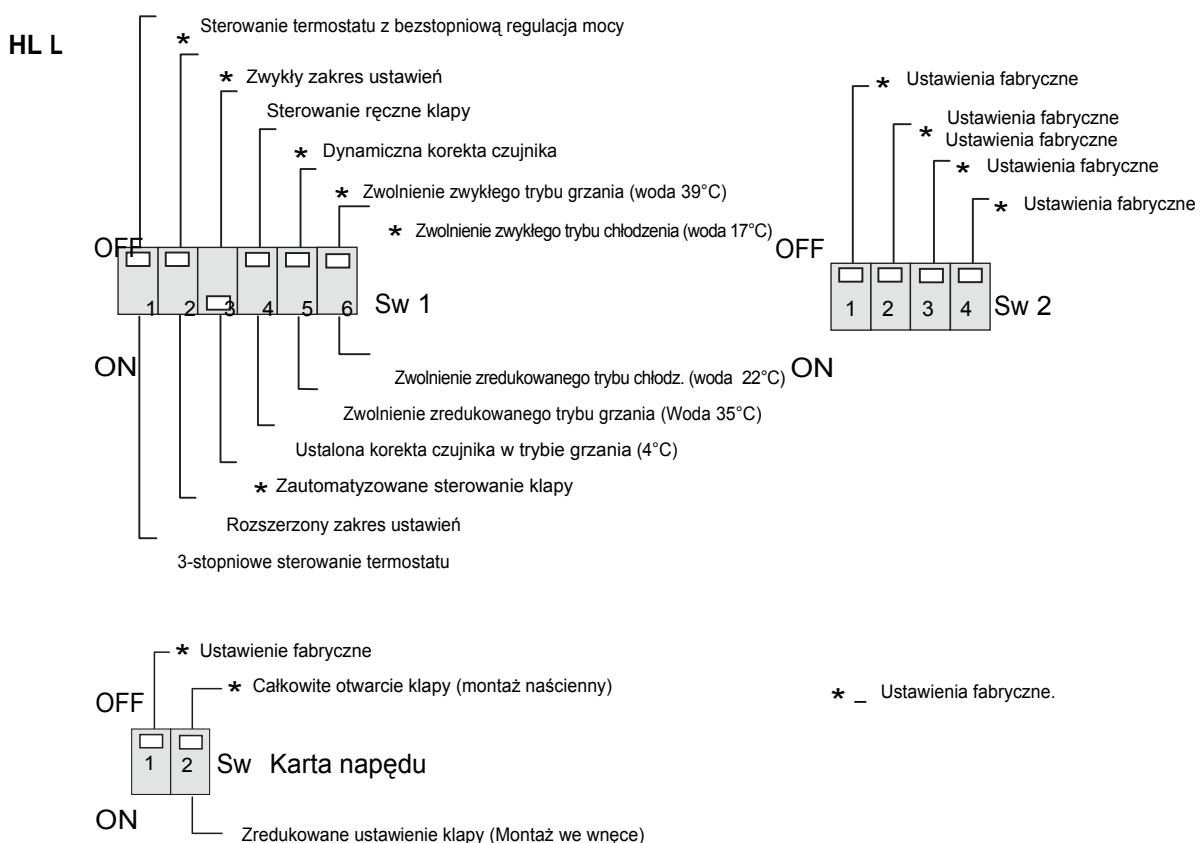 HL L
* Sterowanie termostatu z bezstopniową regulacja mocy
* Zwykły zakres ustawień
Sterowanie ręczne klapy
* Dynamiczna korekta czujnika
* Zwolnienie zwykłego trybu grzania (woda 39°C)
* Zwolnienie zwykłego trybu chłodzenia (woda 17°C)
OFF
1 2 3 4 5 6
Sw 1
ON
Zwolnienie zredukowanego trybu chłodz. (woda 22°C)
Zwolnienie zredukowanego trybu grzania (Woda 35°C)
Ustalona korekta czujnika w trybie grzania (4°C)
* Zautomatyzowane sterowanie klapy
Rozszerzony zakres ustawień
3-stopniowe sterowanie termostatu
* Ustawienia fabryczne
Ustawienia fabryczne
* Ustawienia fabryczne
* Ustawienia fabryczne
* Ustawienia fabryczne
OFF
1 2 3 4
Sw 2
ON
* Ustawienie fabryczne
* Całkowite otwarcie klapy (montaż naścienny)
OFF
1 2
Sw Karta napędu
ON
Zredukowane ustawienie klapy (Montaż we wnęce)
* _ Ustawienia fabryczne.